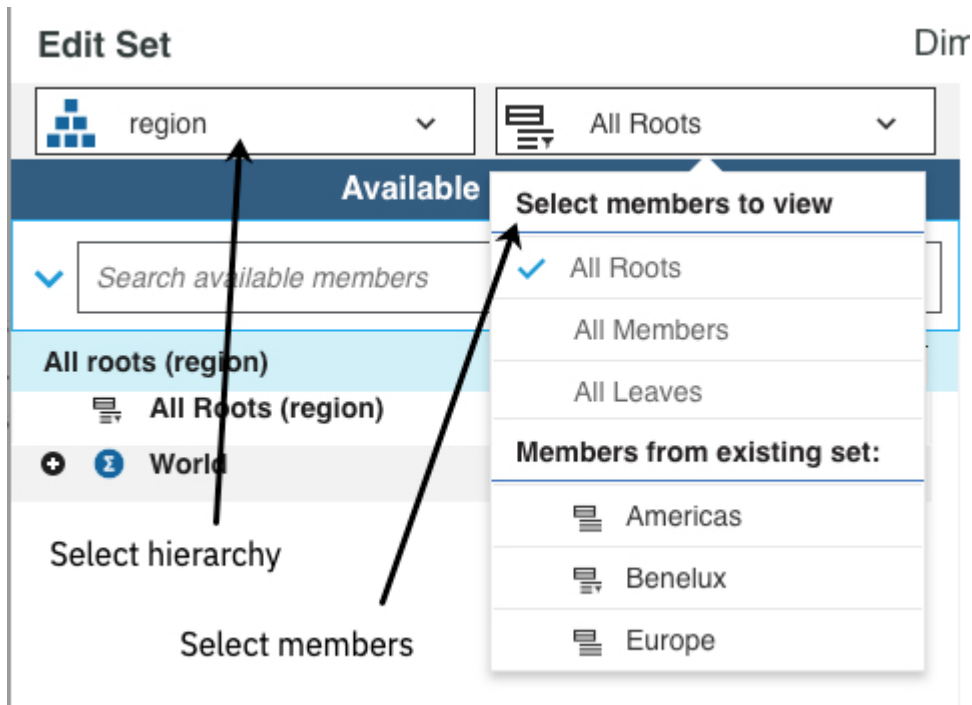 Edit Set
Dim
region
All Roots
Available
Select members to view
Search available members
All Roots
All Members
All roots (region)
All Leaves
All Roots (region)
Members from existing set:
World
Americas
Select hierarchy
Benelux
Select members
Europe